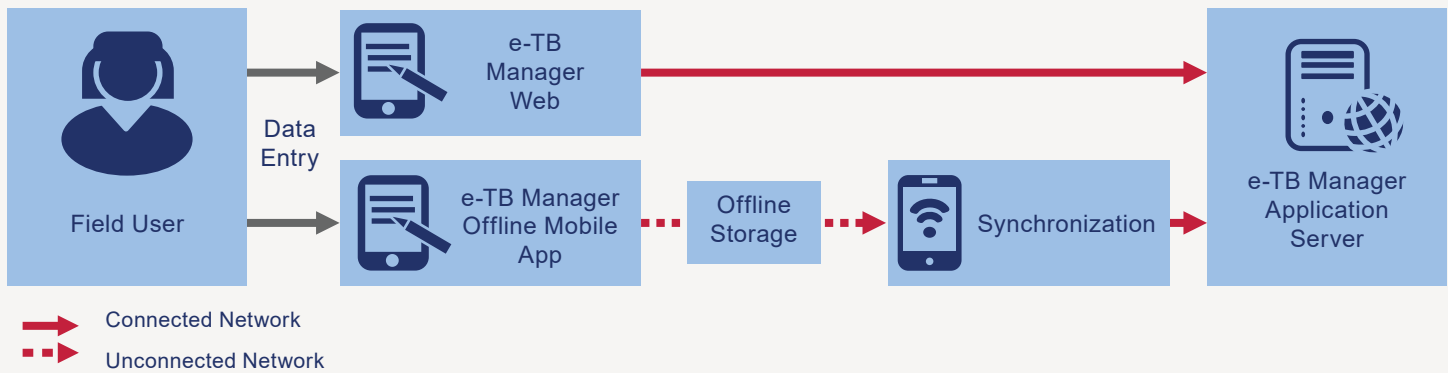 Field User
Data
Entry
e-TB
Manager
Web
e-TB Manager
Offline Mobile
App
Offline
Storage
Synchronization
e-TB Manager
Application
Server
Connected Network
Unconnected Network